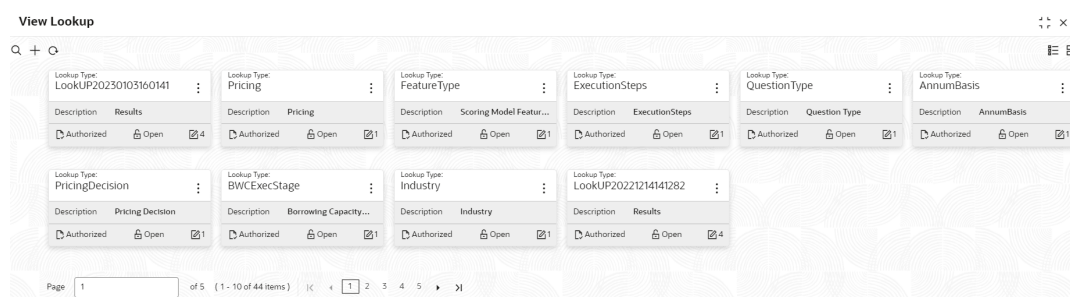 View Lookup
Lookup Type: Lookup Type: Lookup Type: Lookup Type: Lookup Type: Lookup Type:
LookUP20230103160141 Pricing FeatureType ExecutionSteps QuestionType AnnumBasis
Description Results Description Pricing Description Scoring Model Featur... Description ExecutionSteps Description Question Type Description AnnumBasis
Authorized Open 4 Authorized Open 1 Authorized Open 1 Authorized Open 1 Authorized Open 1 Authorized Open 1
Lookup Type: Lookup Type: Lookup Type: Lookup Type:
PricingDecision BWCExecStage Industry LookUP20221214141282
Description Pricing Decision Description Borrowing Capacity... Description Industry Description Results
Authorized Open 1 Authorized Open 1 Authorized Open 1 Authorized Open 4
Page 1 of 5 (1 - 10 of 44 items) 1 2 3 4 5